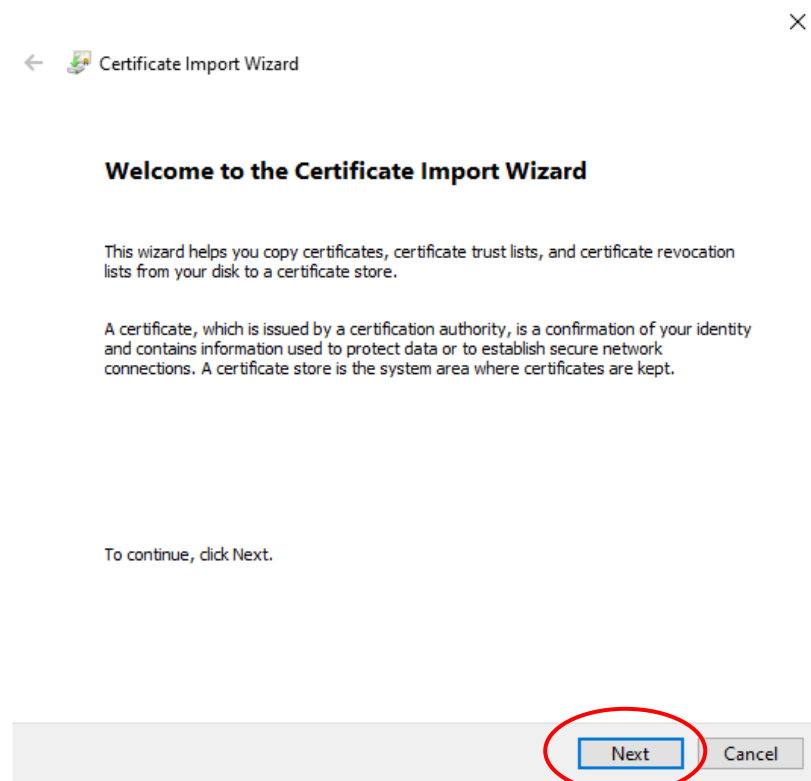 Certificate Import Wizard
Welcome to the Certificate Import Wizard
This wizard helps you copy certificates, certificate trust lists, and certificate revocation
lists from your disk to a certificate store.
A certificate, which is issued by a certification authority, is a confirmation of your identity
and contains information used to protect data or to establish secure network
connections. A certificate store is the system area where certificates are kept.
To continue, click Next.
Next
Cancel